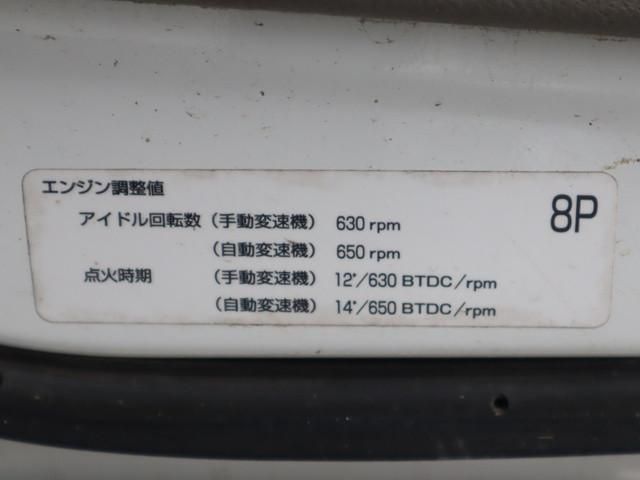 エンジン調整値
8P
アイドル回転数（手動変速機） 630 rpm
（自動変速機） 650 rpm
点火時期 （手動変速機） 12°/630 BTDC/rpm
（自動変速機） 14°/650 BTDC/rpm